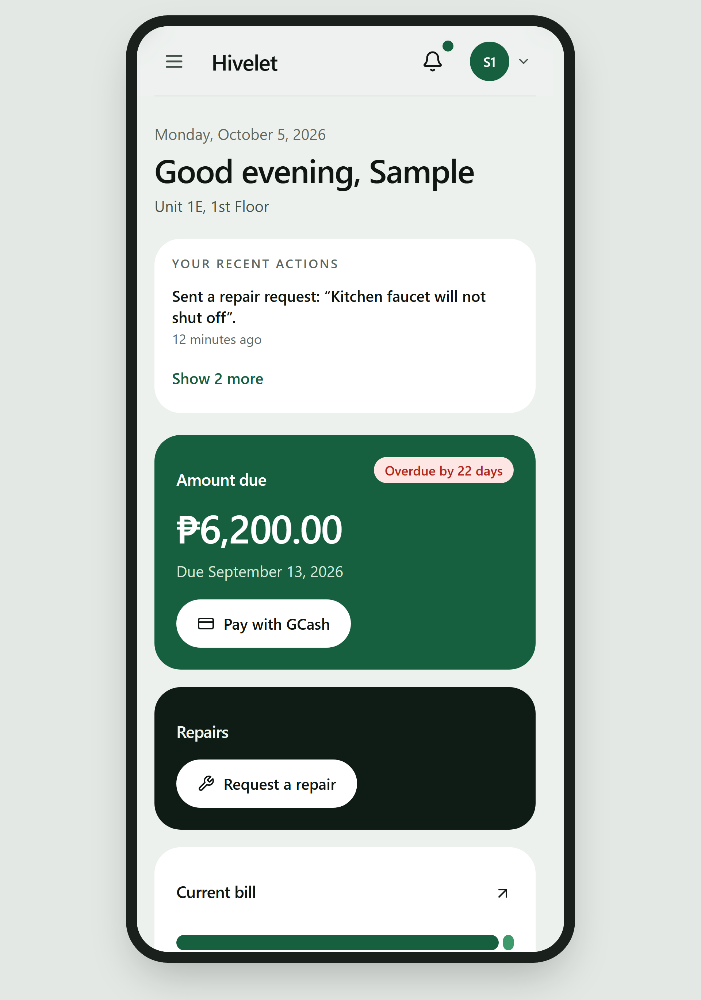 Hivelet
S1
Monday, October 5, 2026
Good evening, Sample
Unit 1E, 1st Floor
YOUR RECENT ACTIONS
Sent a repair request: “Kitchen faucet will not
shut off”.
12 minutes ago
Show 2 more
Overdue by 22 days
Amount due
₱6,200.00
Due September 13, 2026
Pay with GCash
Repairs
Request a repair
Current bill